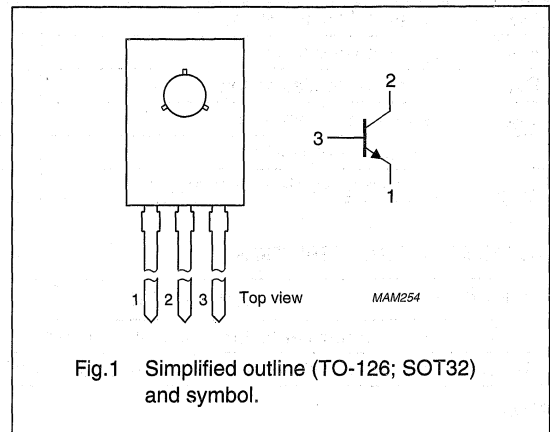 2
3
1
1 2 3 Top view MAM254
Fig.1 Simplified outline (TO-126; SOT32)
and symbol.